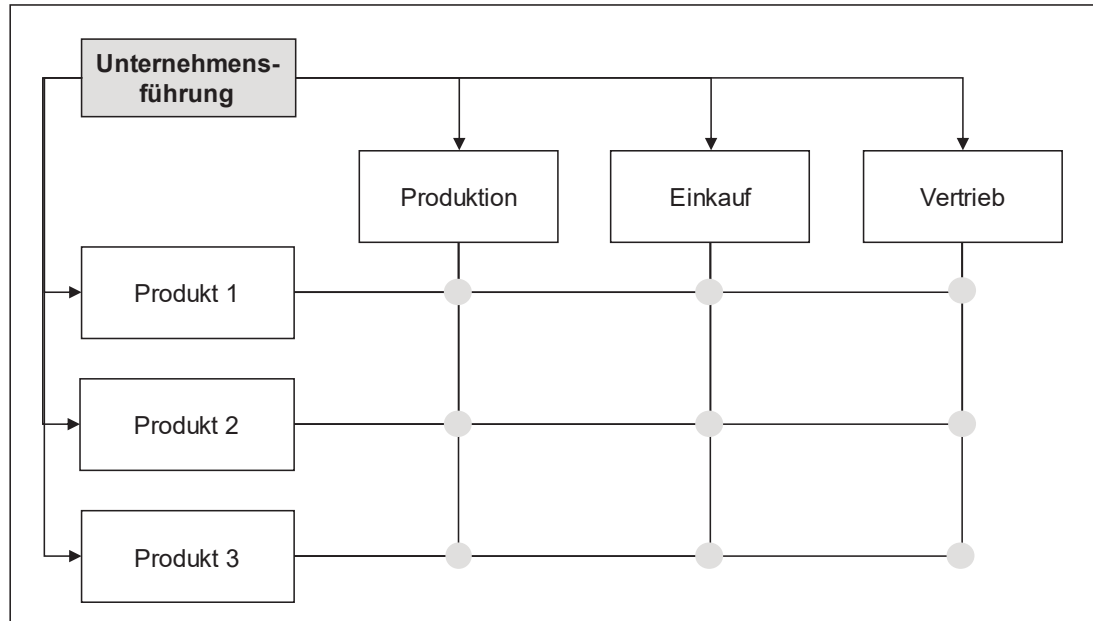 Unternehmens-
führung
Produktion
Einkauf
Vertrieb
Produkt 1
Produkt 2
Produkt 3